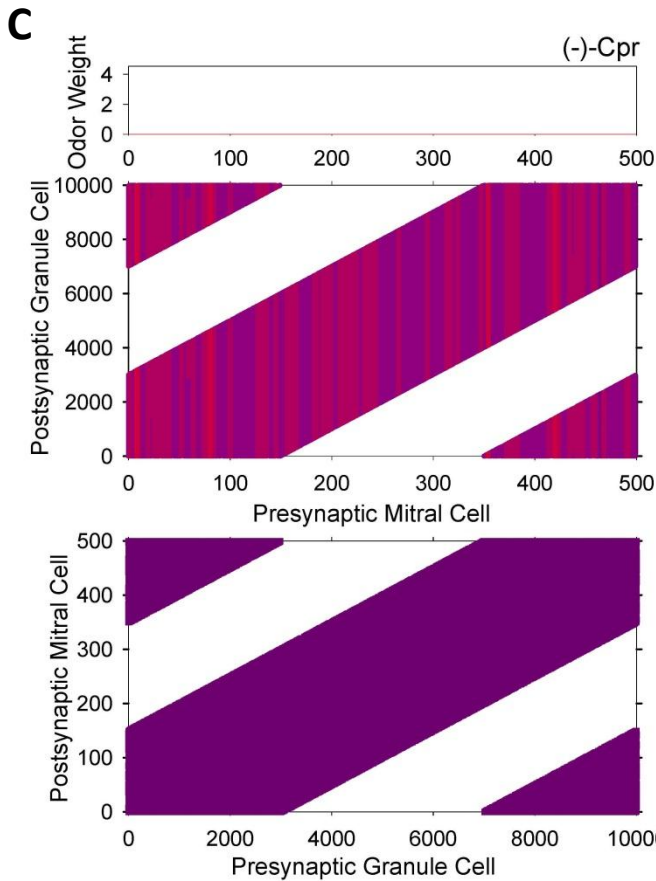 C
(-)-Cpr
Odor Weight
4
2
0
0 100 200 300 400 500
Postsynaptic Granule Cell
10000
8000
6000
4000
2000
0
0 100 200 300 400 500
Presynaptic Mitral Cell
Postsynaptic Mitral Cell
500
400
300
200
100
0
0 2000 4000 6000 8000 1000
Presynaptic Granule Cell